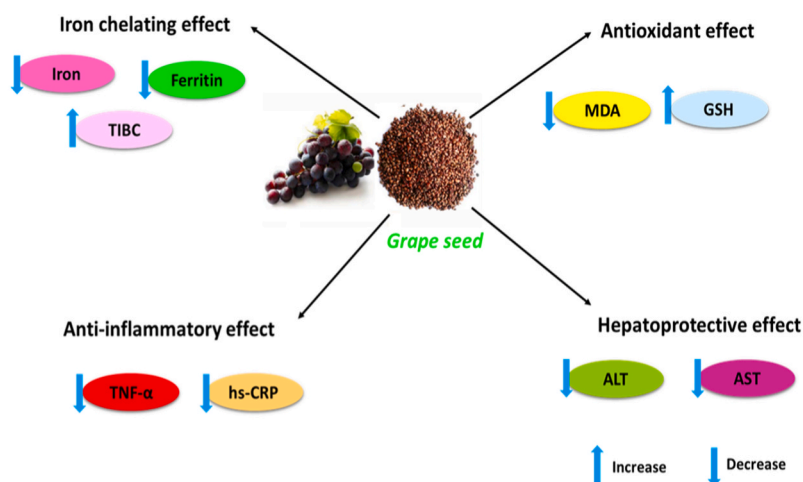 Iron chelating effect
Antioxidant effect
Iron
Ferritin
TIBC
MDA
GSH
Grape seed
Anti-inflammatory effect
Hepatoprotective effect
TNF-α
hs-CRP
ALT
AST
Increase
Decrease